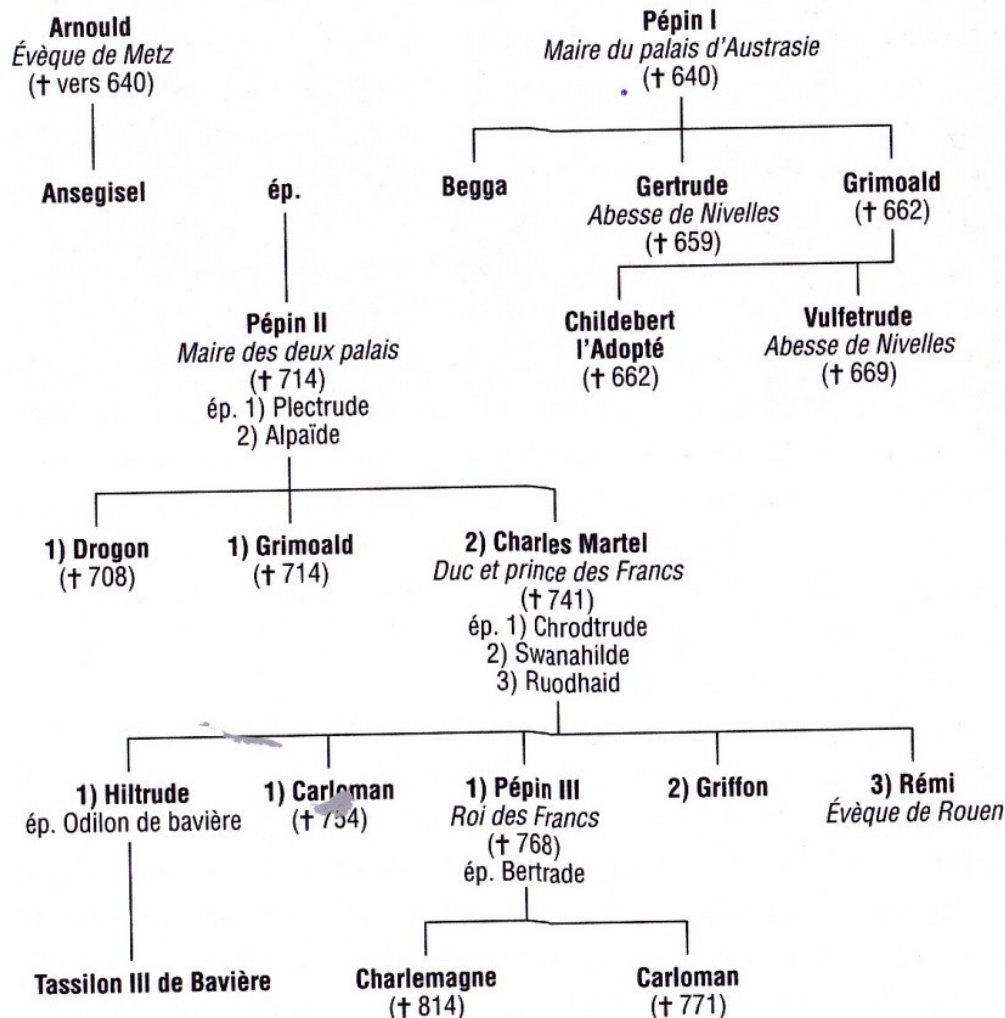 Arnould
Évèque de Metz
(† vers 640)
Pépin I
Maire du palais d'Austrasie
(† 640)
Ansegisel
ép.
Begga
Gertrude
Abesse de Nivelles
(† 659)
Grimoald
(† 662)
Childebert
l'Adopté
(† 662)
Vulfetrude
Abesse de Nivelles
(† 669)
Pépin II
Maire des deux palais
(† 714)
ép. 1) Plectrude
2) Alpaïde
1) Drogon
(† 708)
1) Grimoald
(† 714)
2) Charles Martel
Duc et prince des Francs
(† 741)
ép. 1) Chrodtrude
2) Swanahilde
3) Ruodhaid
1) Hiltrude
ép. Odilon de bavière
1) Carloman
(† 754)
1) Pépin III
Roi des Francs
(† 768)
ép. Bertrade
2) Griffon
3) Rémi
Évèque de Rouen
Tassilon III de Bavière
Charlemagne
(† 814)
Carloman
(† 771)